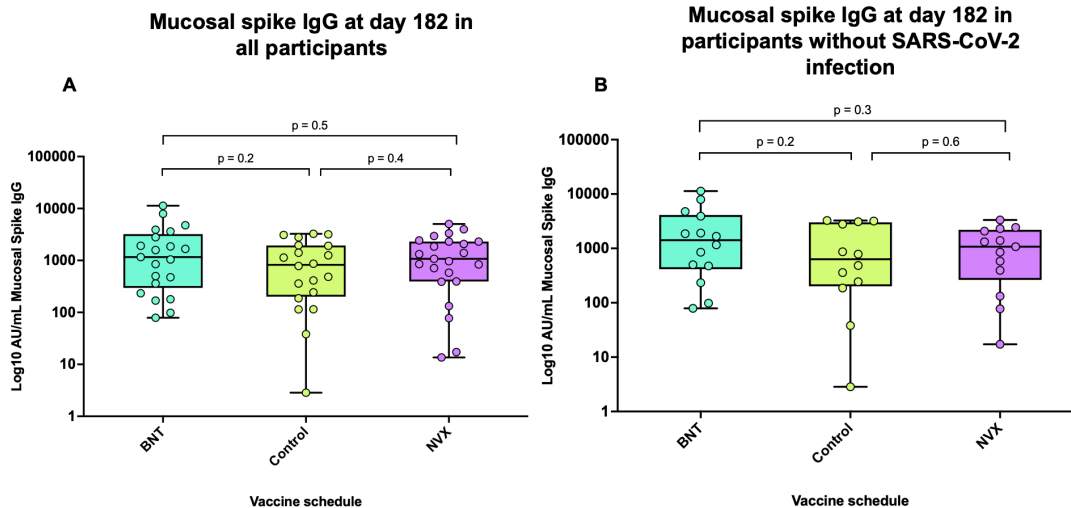 Mucosal spike IgG at day 182 in
all participants
A
p = 0.5
p = 0.2
p = 0.4
100000
10000
1000
100
10
1
Log10 AU/mL Mucosal Spike IgG
BNT
Control
NVX
Vaccine schedule
Mucosal spike IgG at day 182 in
participants without SARS-CoV-2
infection
B
p = 0.3
p = 0.2
p = 0.6
100000
10000
1000
100
10
1
Log10 AU/mL Mucosal Spike IgG
BNT
Control
NVX
Vaccine schedule